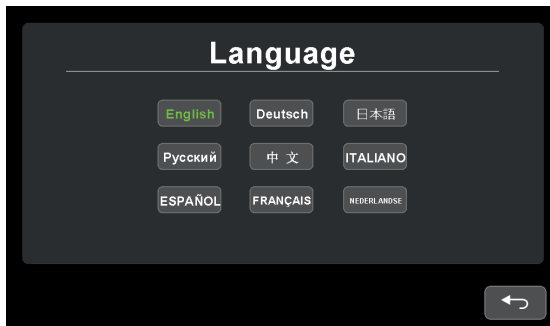 Language
English Deutsch 日本語
Русский 中 文 ITALIANO
ESPAÑOL FRANÇAIS NEDERLANDSE